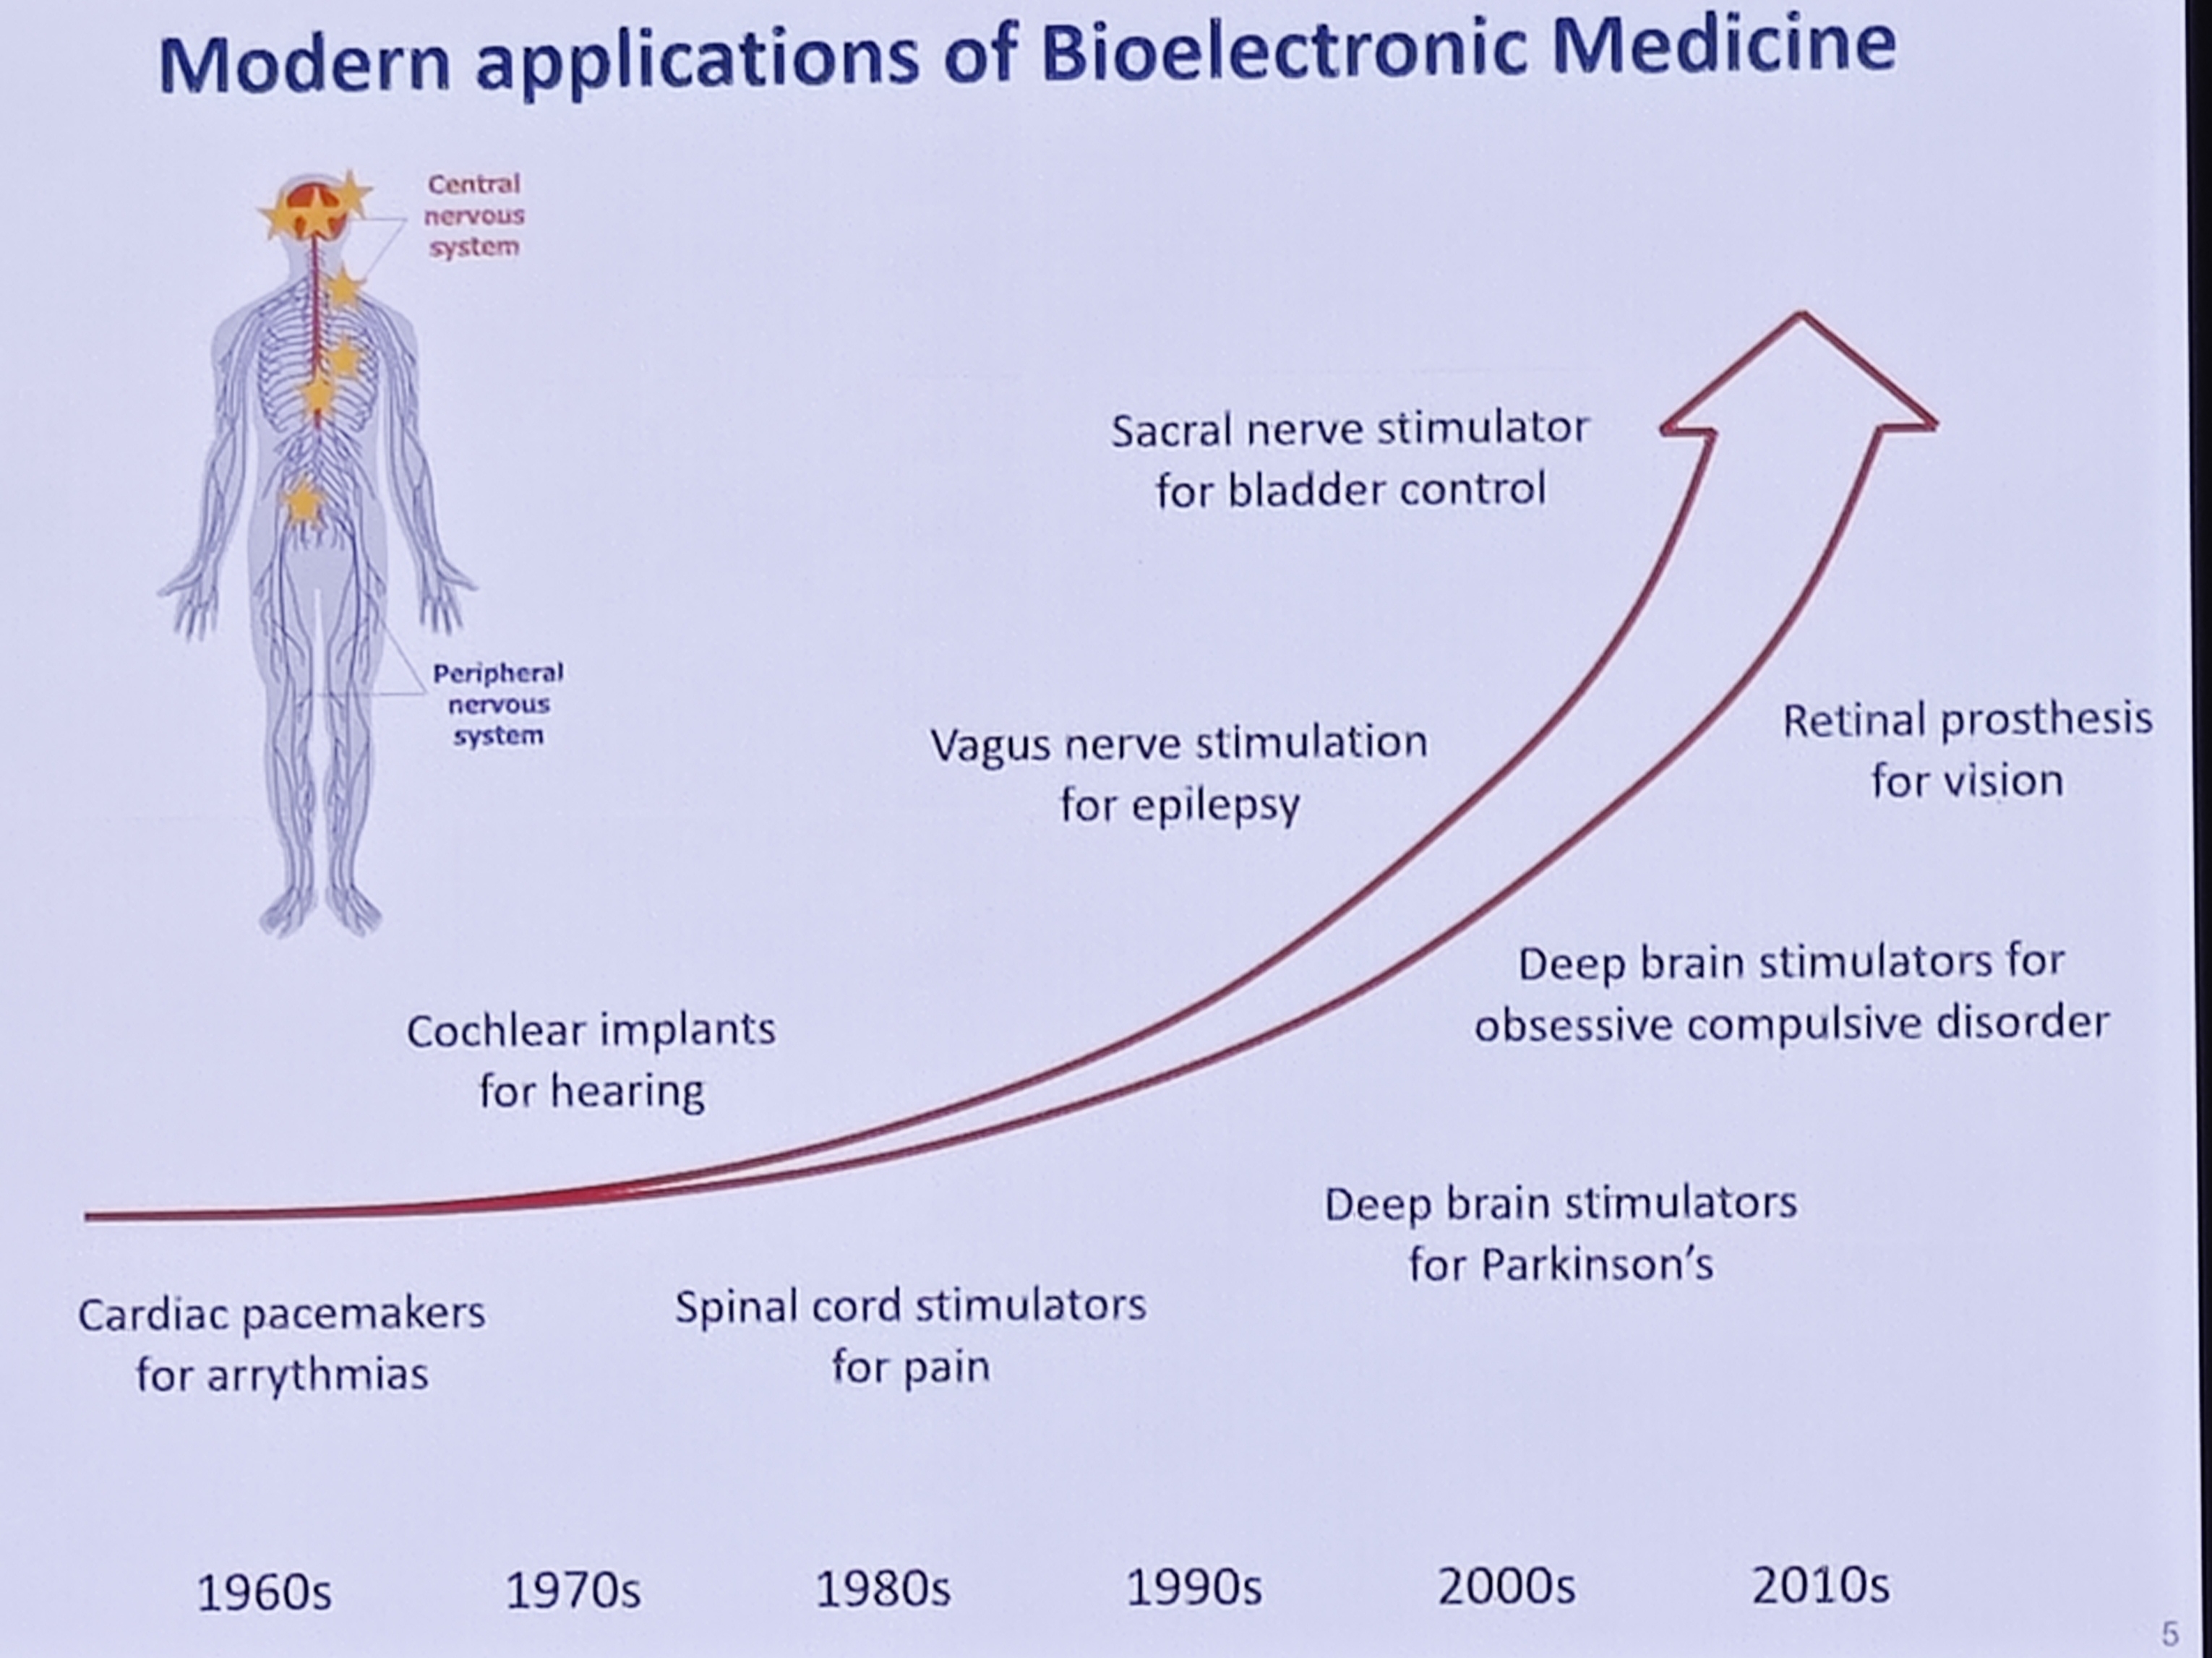 Modern applications of Bioelectronic Medicine
Central
nervous
system
Peripheral
nervous
system
Sacral nerve stimulator
for bladder control
Vagus nerve stimulation
for epilepsy
Retinal prosthesis
for vision
Deep brain stimulators for
obsessive compulsive disorder
Cochlear implants
for hearing
Deep brain stimulators
for Parkinson’s
Cardiac pacemakers
for arrythmias
Spinal cord stimulators
for pain
1960s 1970s 1980s 1990s 2000s 2010s
5